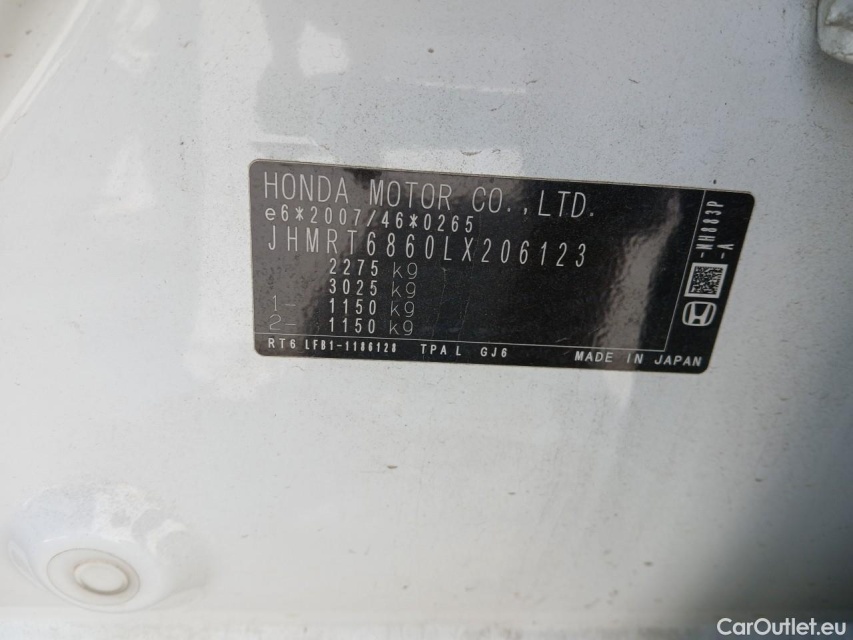 HONDA MOTOR CO.,LTD.
e6*2007/46*0265
JHMRT6860LX206123
2275 kg
3025 kg
1- 1150 kg
2- 1150 kg
RT6 LFB1-1186128 TPA L GJ6 MADE IN JAPAN
-MH883P
-A
CarOutlet.eu